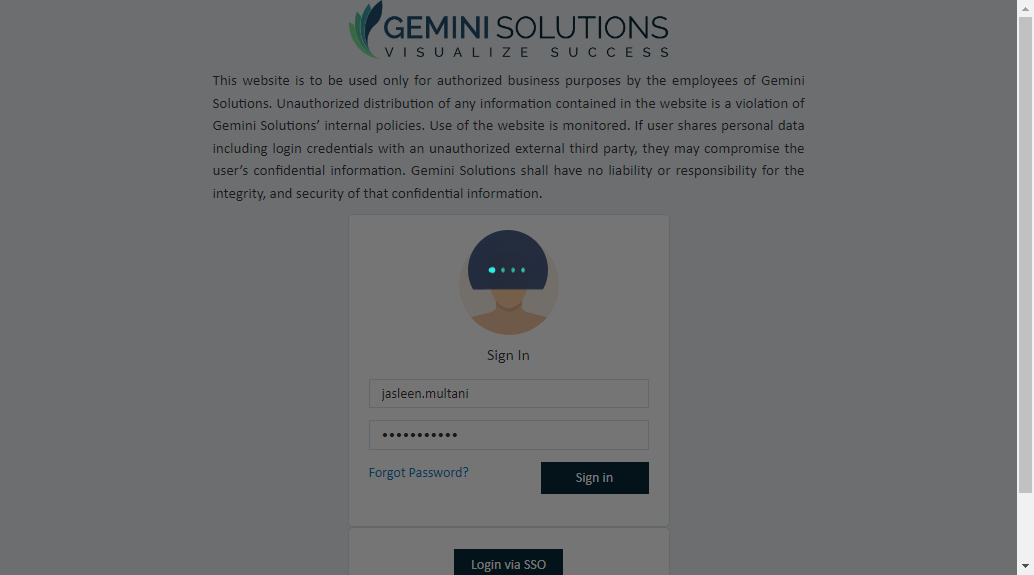 GEMINI SOLUTIONS
VISUALIZE SUCCESS
This website is to be used only for authorized business purposes by the employees of Gemini
Solutions. Unauthorized distribution of any information contained in the website is a violation of
Gemini Solutions’ internal policies. Use of the website is monitored. If user shares personal data
including login credentials with an unauthorized external third party, they may compromise the
user’s confidential information. Gemini Solutions shall have no liability or responsibility for the
integrity, and security of that confidential information.
Sign In
jasleen.multani
•••••••••••
Forgot Password?
Sign in
Login via SSO